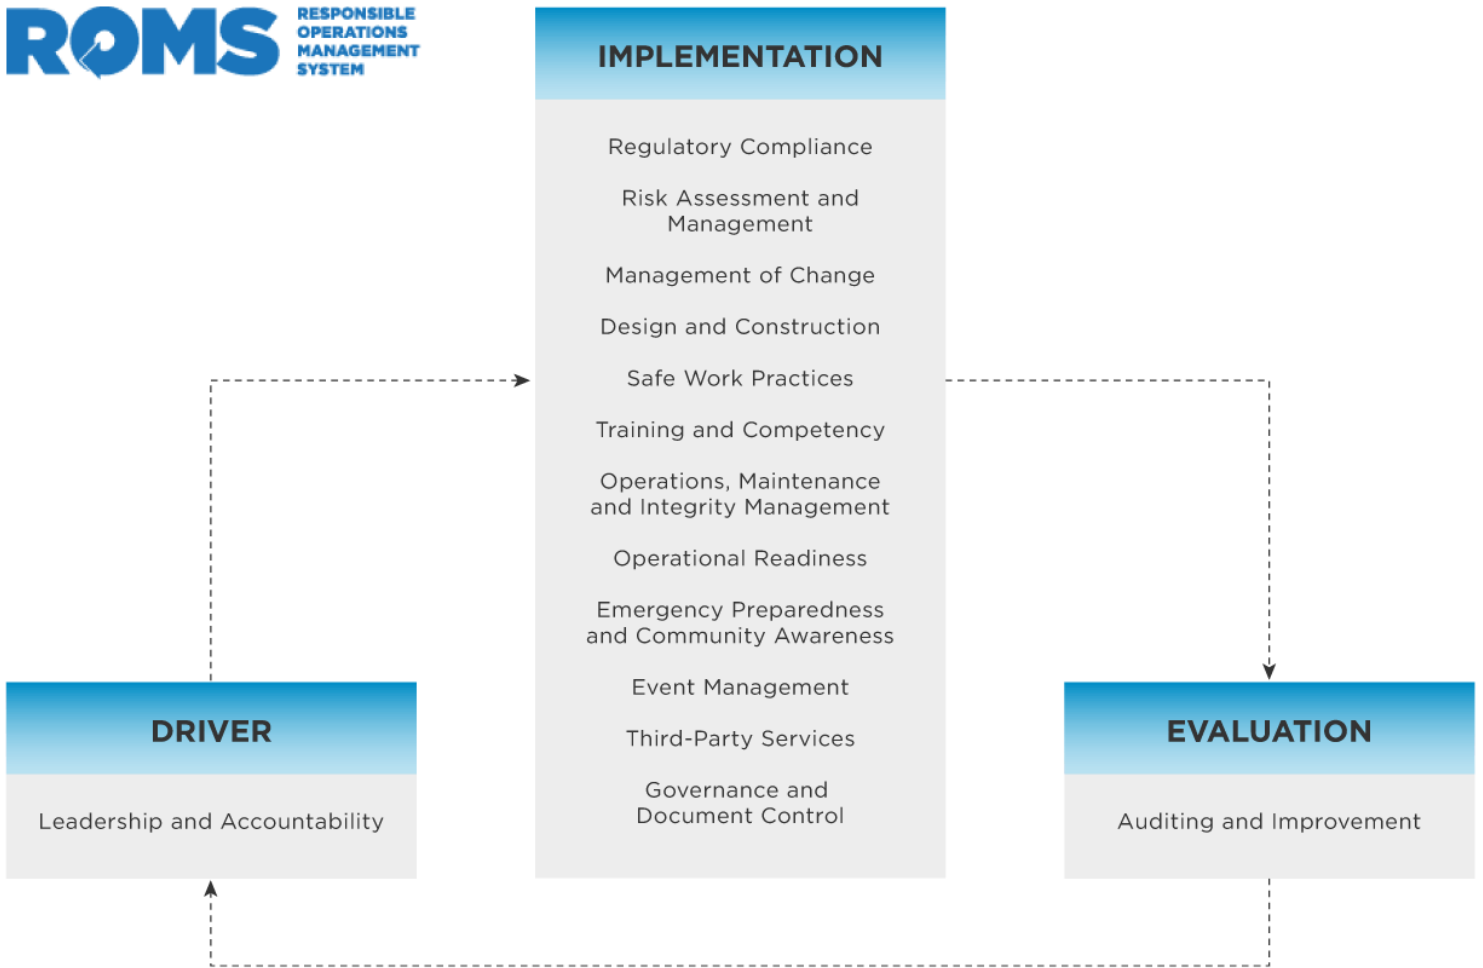 ROMS
RESPONSIBLE
OPERATIONS
MANAGEMENT
SYSTEM
IMPLEMENTATION
Regulatory Compliance
Risk Assessment and
Management
Management of Change
Design and Construction
Safe Work Practices
Training and Competency
Operations, Maintenance
and Integrity Management
Operational Readiness
Emergency Preparedness
and Community Awareness
Event Management
Third-Party Services
Governance and
Document Control
DRIVER
Leadership and Accountability
EVALUATION
Auditing and Improvement